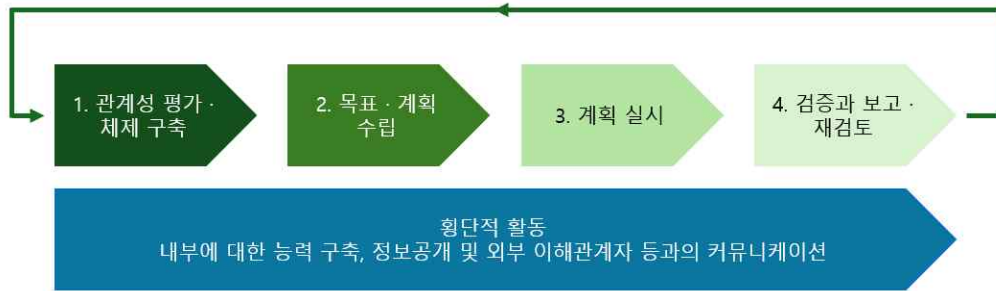 1. 관계성 평가 ·
체제 구축
2. 목표 · 계획
수립
3. 계획 실시
4. 검증과 보고 ·
재검토
횡단적 활동
내부에 대한 능력 구축, 정보공개 및 외부 이해관계자 등과의 커뮤니케이션